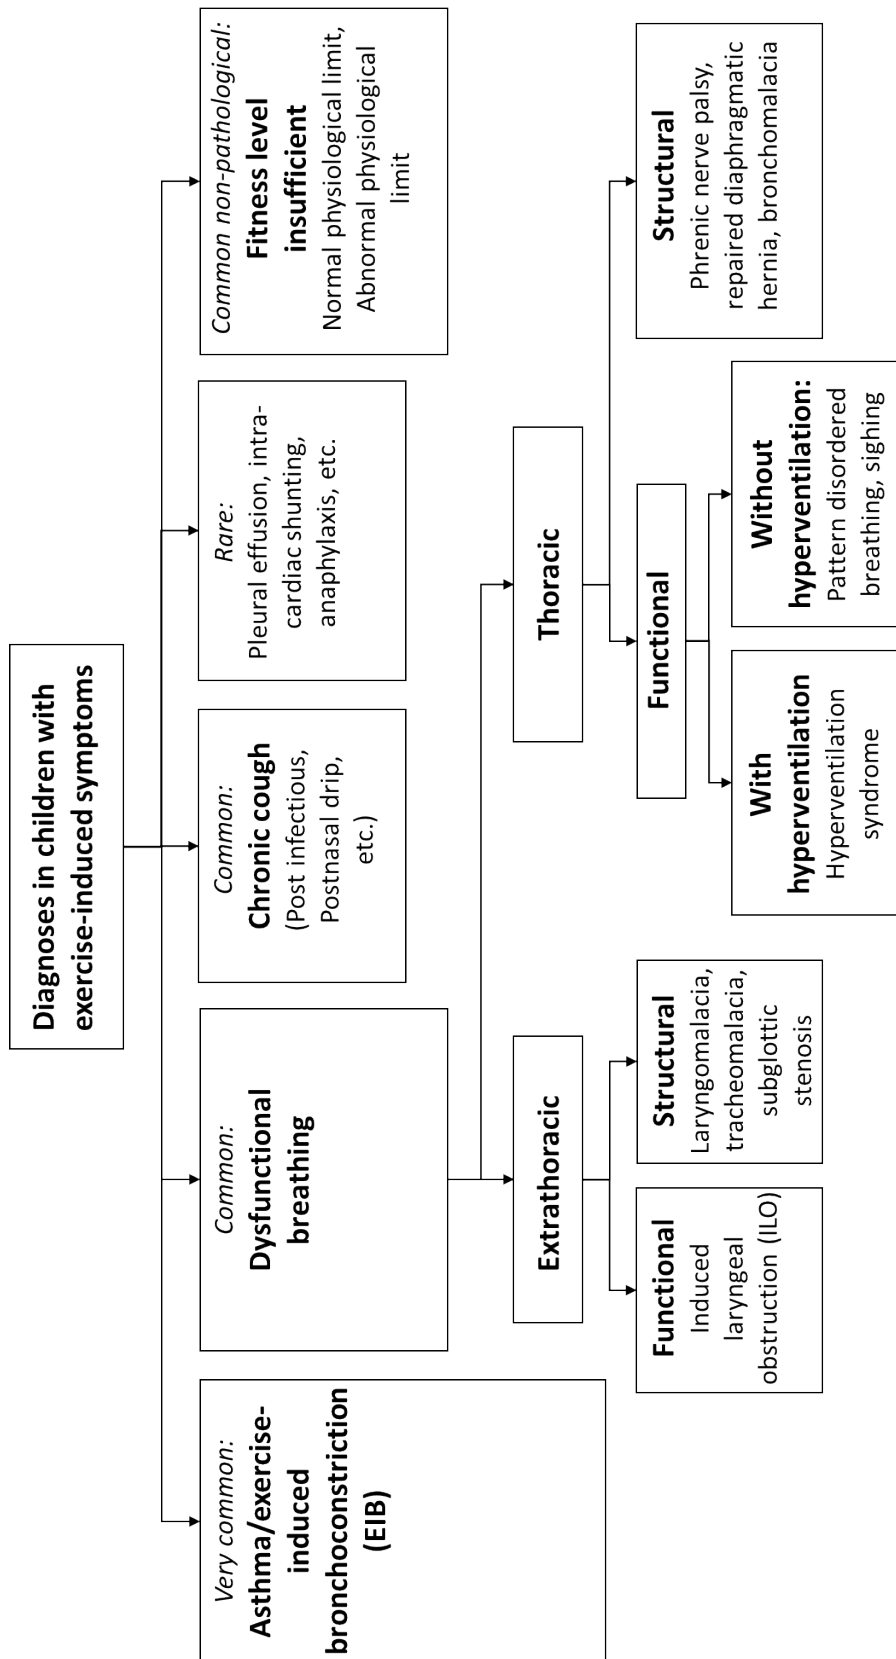 Diagnoses in children with
exercise-induced symptoms
Very common:
Asthma/exercise-
induced
bronchoconstriction
(EIB)
Common:
Dysfunctional
breathing
Common:
Chronic cough
(Post infectious,
Postnasal drip,
etc.)
Rare:
Pleural effusion, intra-
cardiac shunting,
anaphylaxis, etc.
Common non-pathological:
Fitness level
insufficient
Normal physiological limit,
Abnormal physiological
limit
Extrathoracic
Thoracic
Functional
Induced
laryngeal
obstruction (ILO)
Structural
Laryngomalacia,
tracheomalacia,
subglottic
stenosis
Functional
Structural
Phrenic nerve palsy,
repaired diaphragmatic
hernia, bronchomalacia
With
hyperventilation
Hyperventilation
syndrome
Without
hyperventilation:
Pattern disordered
breathing, sighing